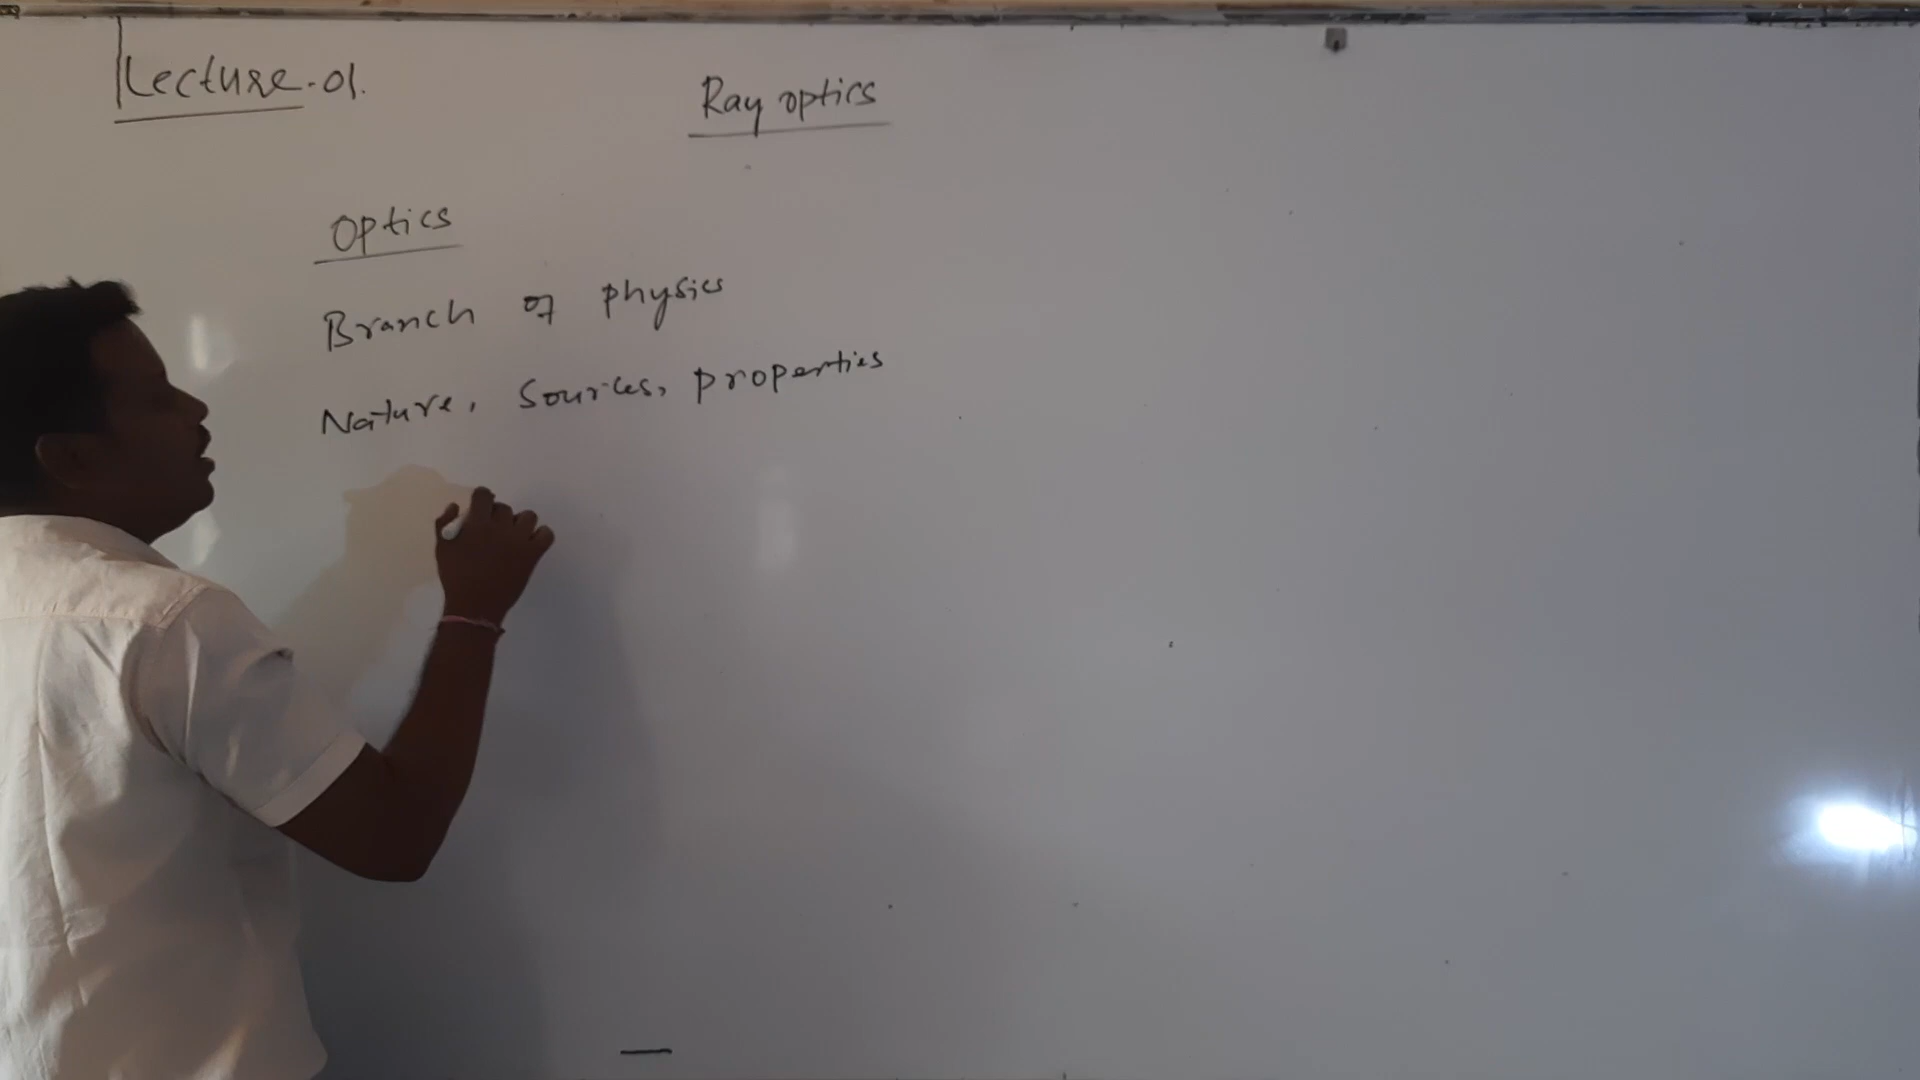 Lecture-01.
Ray optics
Optics
Branch of physics
Nature, Sources, properties